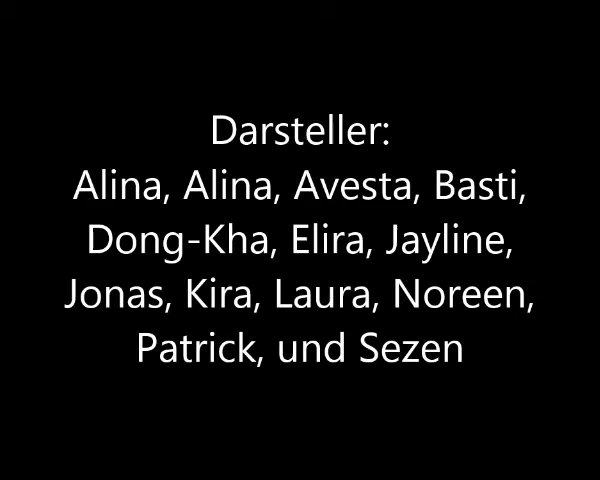 Darsteller:
Alina, Alina, Avesta, Basti,
Dong-Kha, Elira, Jayline,
Jonas, Kira, Laura, Noreen,
Patrick, und Sezen